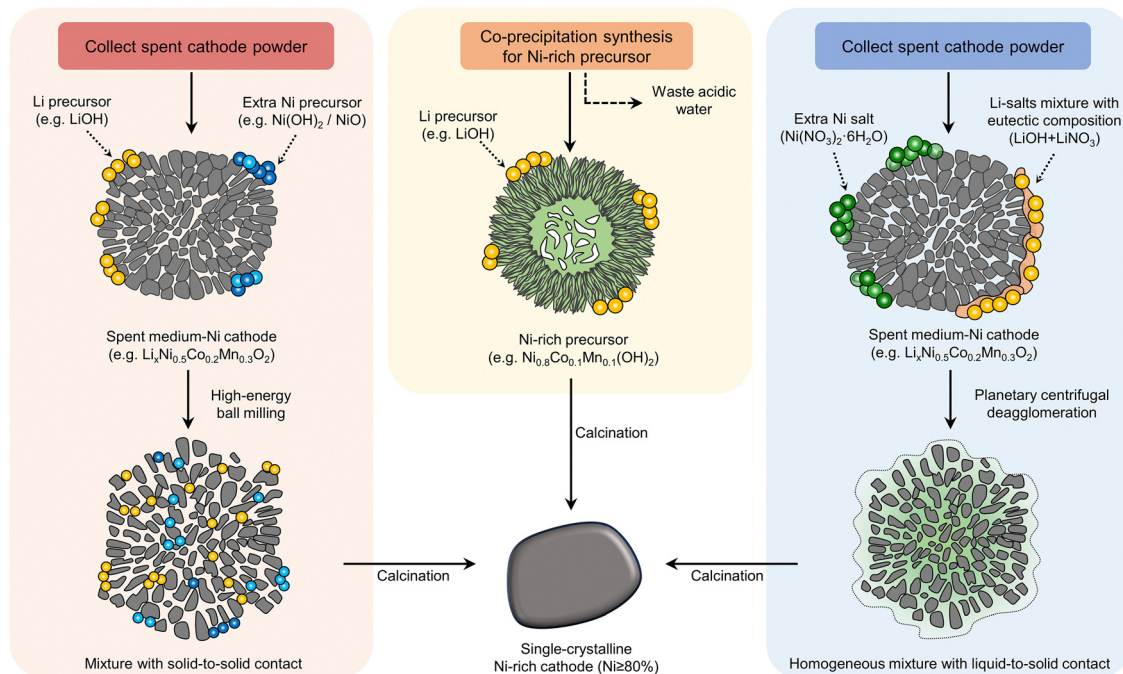 Collect spent cathode powder
Li precursor
(e.g. LiOH)
Extra Ni precursor
(e.g. Ni(OH)₂ / NiO)
Spent medium-Ni cathode
(e.g. LiₓNi₀.₅Co₀.₂Mn₀.₃O₂)
High-energy
ball milling
Mixture with solid-to-solid contact
Calcination
Co-precipitation synthesis
for Ni-rich precursor
Waste acidic
water
Li precursor
(e.g. LiOH)
Ni-rich precursor
(e.g. Ni₀.₈Co₀.₁Mn₀.₁(OH)₂)
Calcination
Single-crystalline
Ni-rich cathode (Ni≥80%)
Collect spent cathode powder
Extra Ni salt
(Ni(NO₃)₂·6H₂O)
Li-salts mixture with
eutectic composition
(LiOH+LiNO₃)
Spent medium-Ni cathode
(e.g. LiₓNi₀.₅Co₀.₂Mn₀.₃O₂)
Planetary centrifugal
deagglomeration
Calcination
Homogeneous mixture with liquid-to-solid contact